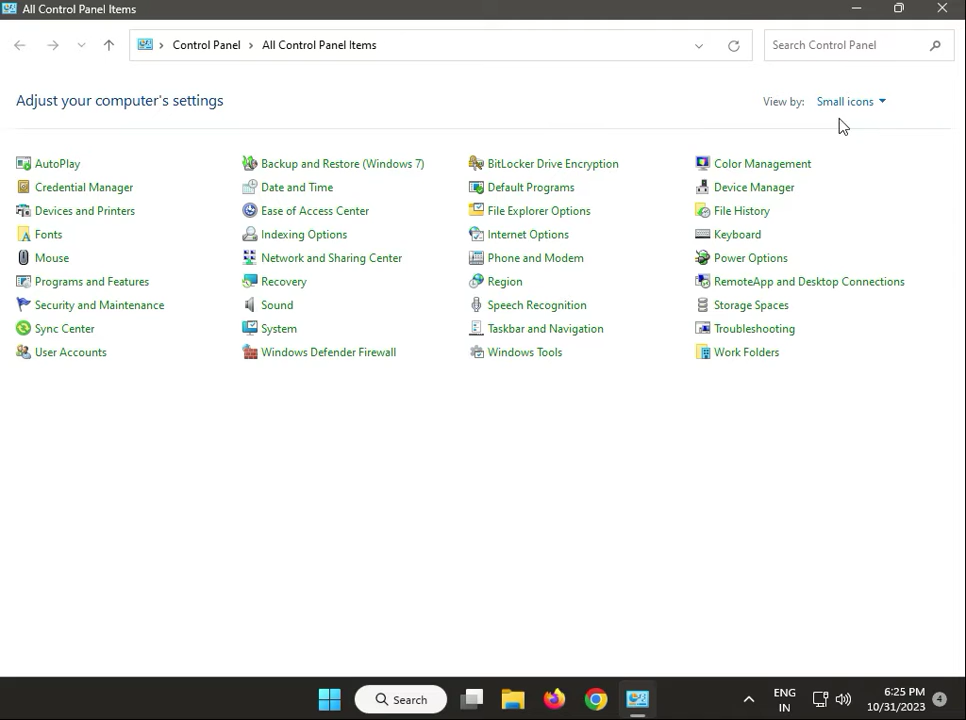 All Control Panel Items
Control Panel > All Control Panel Items
Search Control Panel
Adjust your computer's settings
View by: Small icons
AutoPlay Backup and Restore (Windows 7) BitLocker Drive Encryption Color Management
Credential Manager Date and Time Default Programs Device Manager
Devices and Printers Ease of Access Center File Explorer Options File History
Fonts Indexing Options Internet Options Keyboard
Mouse Network and Sharing Center Phone and Modem Power Options
Programs and Features Recovery Region RemoteApp and Desktop Connections
Security and Maintenance Sound Speech Recognition Storage Spaces
Sync Center System Taskbar and Navigation Troubleshooting
User Accounts Windows Defender Firewall Windows Tools Work Folders
Search
ENG
IN
6:25 PM
10/31/2023
4